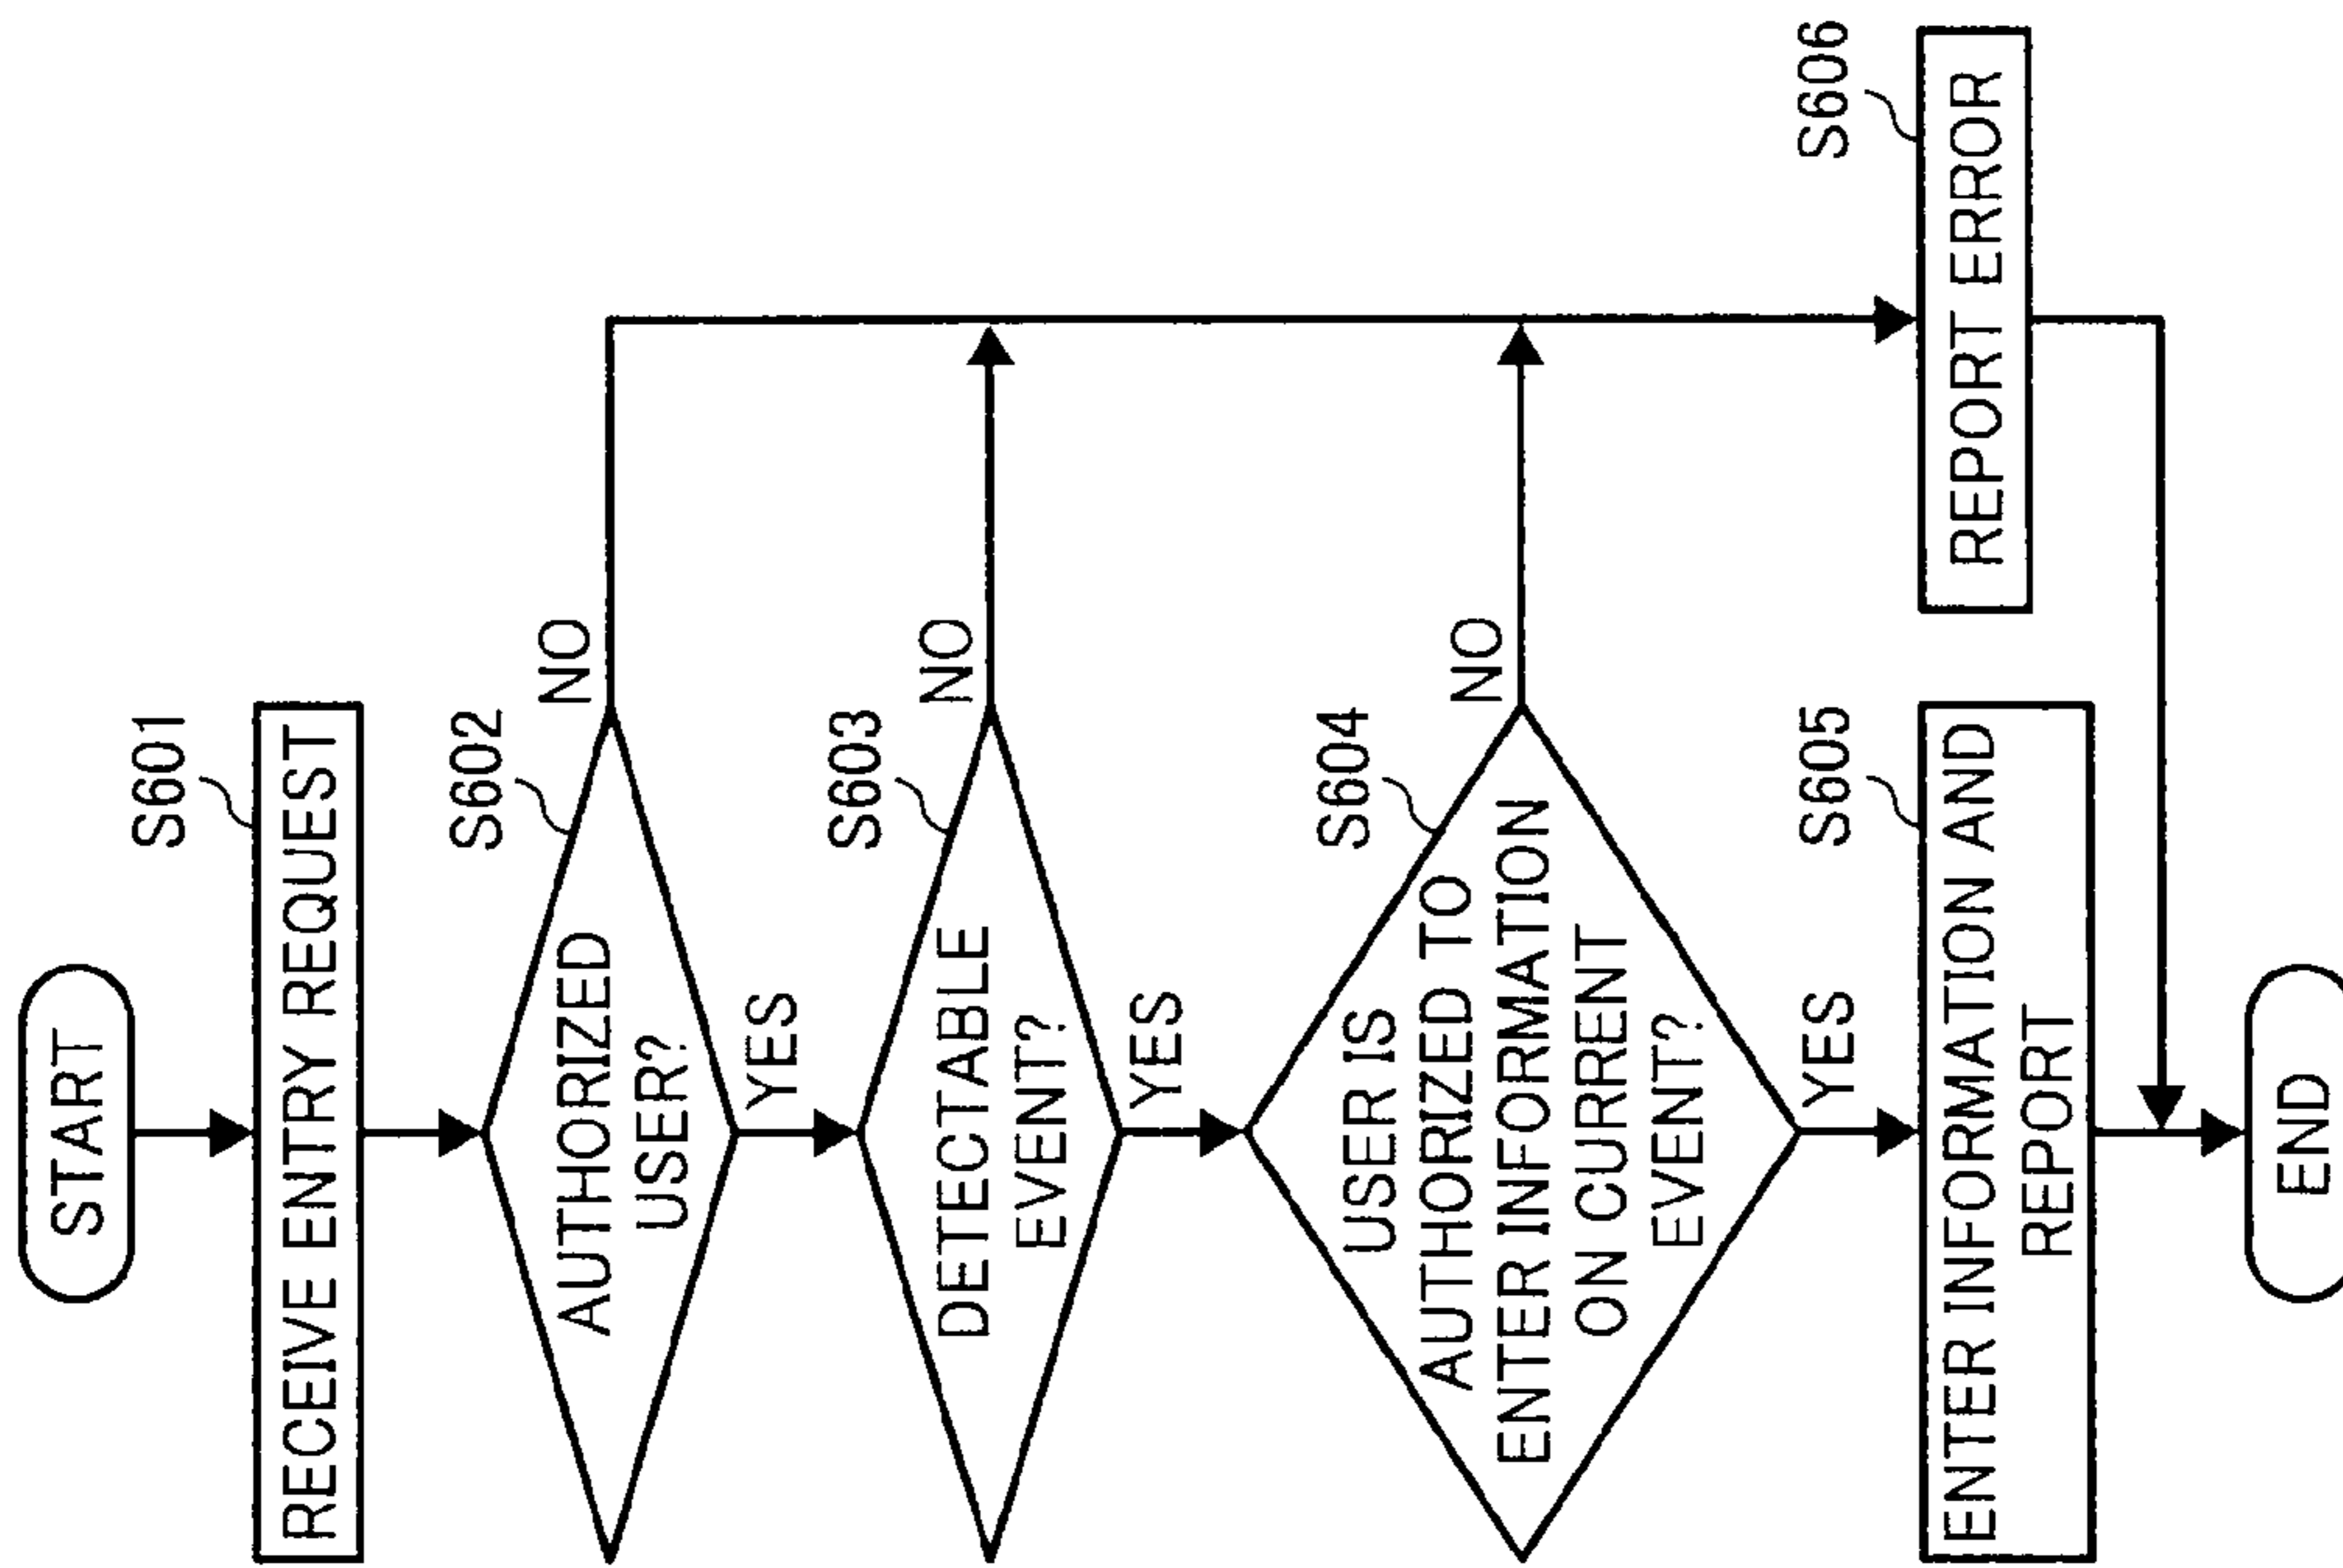 START
S601
RECEIVE ENTRY REQUEST
S602
AUTHORIZED
USER?
NO
YES
S603
DETECTABLE
EVENT?
NO
YES
S604
USER IS
AUTHORIZED TO
ENTER INFORMATION
ON CURRENT
EVENT?
NO
YES
S605
ENTER INFORMATION AND
REPORT
S606
REPORT ERROR
END